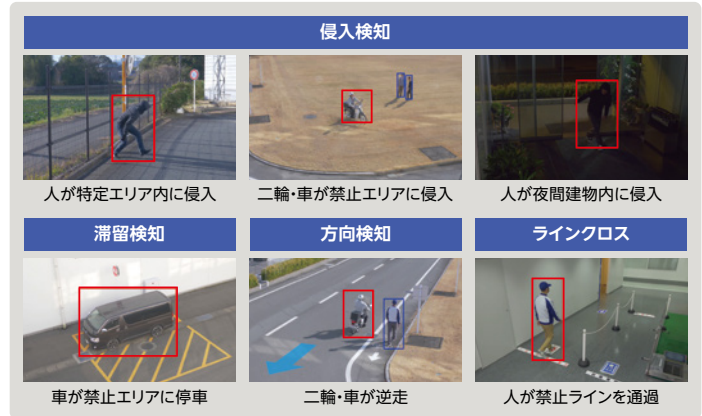 侵入検知
人が特定エリア内に侵入
二輪・車が禁止エリアに侵入
人が夜間建物内に侵入
滞留検知
方向検知
ラインクロス
車が禁止エリアに停車
二輪・車が逆走
人が禁止ラインを通過